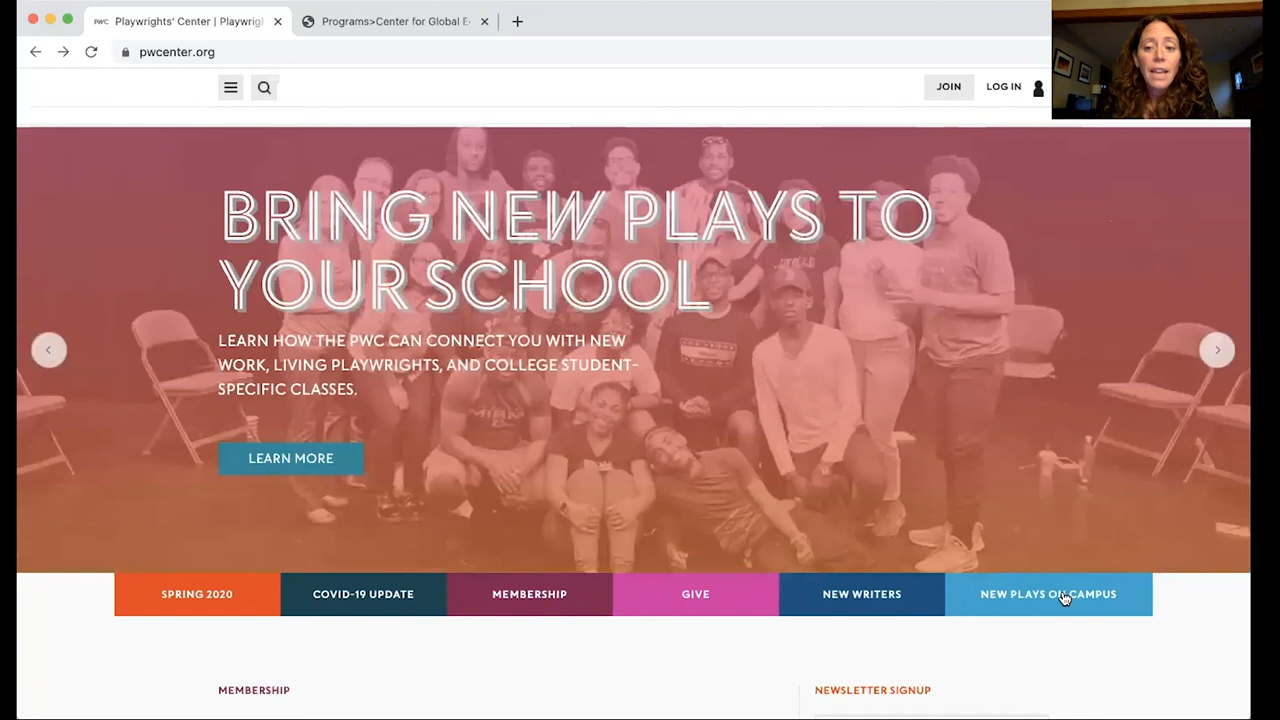 PWC Playwrights' Center | Playwrig
Programs>Center for Global E
pwcenter.org
JOIN
LOG IN
BRING NEW PLAYS TO
YOUR SCHOOL
LEARN HOW THE PWC CAN CONNECT YOU WITH NEW
WORK, LIVING PLAYWRIGHTS, AND COLLEGE STUDENT-
SPECIFIC CLASSES.
LEARN MORE
SPRING 2020
COVID-19 UPDATE
MEMBERSHIP
GIVE
NEW WRITERS
NEW PLAYS ON CAMPUS
MEMBERSHIP
NEWSLETTER SIGNUP